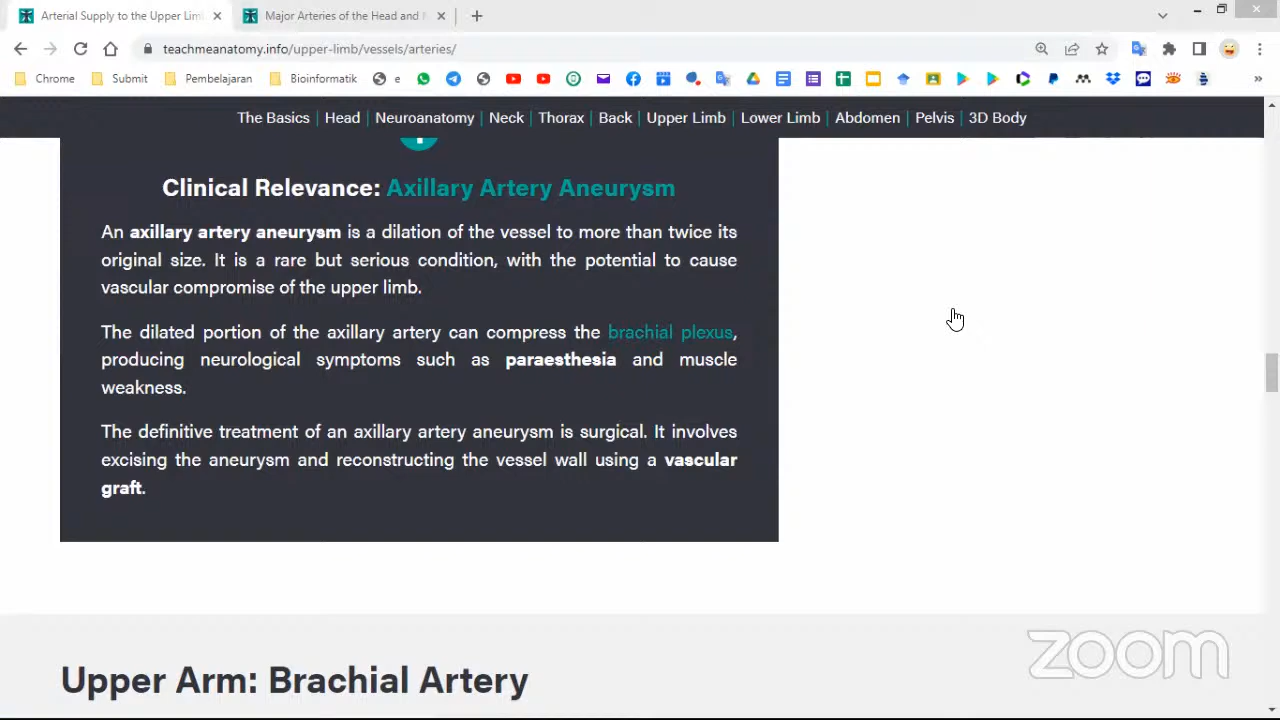 Arterial Supply to the Upper Lim
Major Arteries of the Head and
teachmeanatomy.info/upper-limb/vessels/arteries/
Chrome Submit Pembelajaran Bioinformatik e
The Basics | Head | Neuroanatomy | Neck | Thorax | Back | Upper Limb | Lower Limb | Abdomen | Pelvis | 3D Body
Clinical Relevance: Axillary Artery Aneurysm
An axillary artery aneurysm is a dilation of the vessel to more than twice its
original size. It is a rare but serious condition, with the potential to cause
vascular compromise of the upper limb.
The dilated portion of the axillary artery can compress the brachial plexus,
producing neurological symptoms such as paraesthesia and muscle
weakness.
The definitive treatment of an axillary artery aneurysm is surgical. It involves
excising the aneurysm and reconstructing the vessel wall using a vascular
graft.
Upper Arm: Brachial Artery
zoom